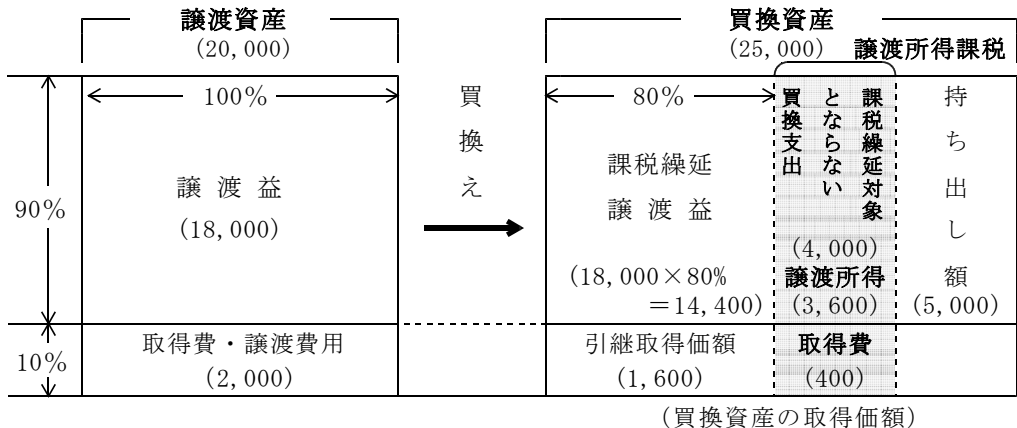 譲渡資産
(20,000)
買換資産
(25,000)
譲渡所得課税
100%
90%
譲渡益
(18,000)
10%
取得費・譲渡費用
(2,000)
買換え
80%
課税繰延
譲渡益
(18,000×80%
=14,400)
引継取得価額
(1,600)
課税繰延対象
とならない
買換支出
(4,000)
譲渡所得
(3,600)
取得費
(400)
持ち出し額
(5,000)
(買換資産の取得価額)